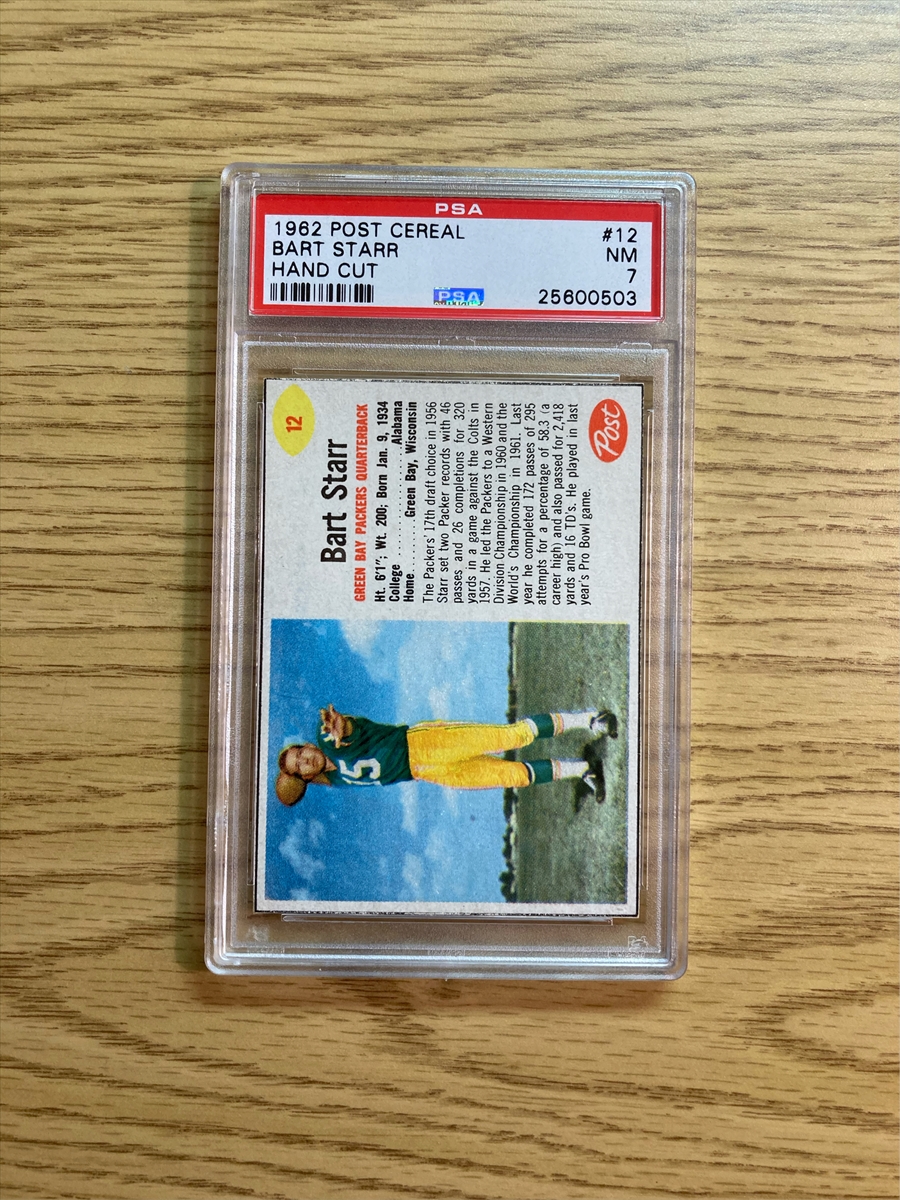 PSA
1962 POST CEREAL #12
BART STARR NM
HAND CUT 7
PSA 25600503
12
Bart Starr
GREEN BAY PACKERS QUARTERBACK
Ht. 6'1"; Wt. 200; Born Jan. 9, 1934
College ................Alabama
Home..........Green Bay, Wisconsin
The Packers' 17th draft choice in 1956
Starr set two Packer records with 46
passes and 26 completions for 320
yards in a game against the Colts in
1957. He led the Packers to a Western
Division Championship in 1960 and the
World's Championship in 1961. Last
year he completed 172 passes of 295
attempts for a percentage of 58.3 (a
career high) and also passed for 2,418
yards and 16 TD's. He played in last
year's Pro Bowl game.
Post
15